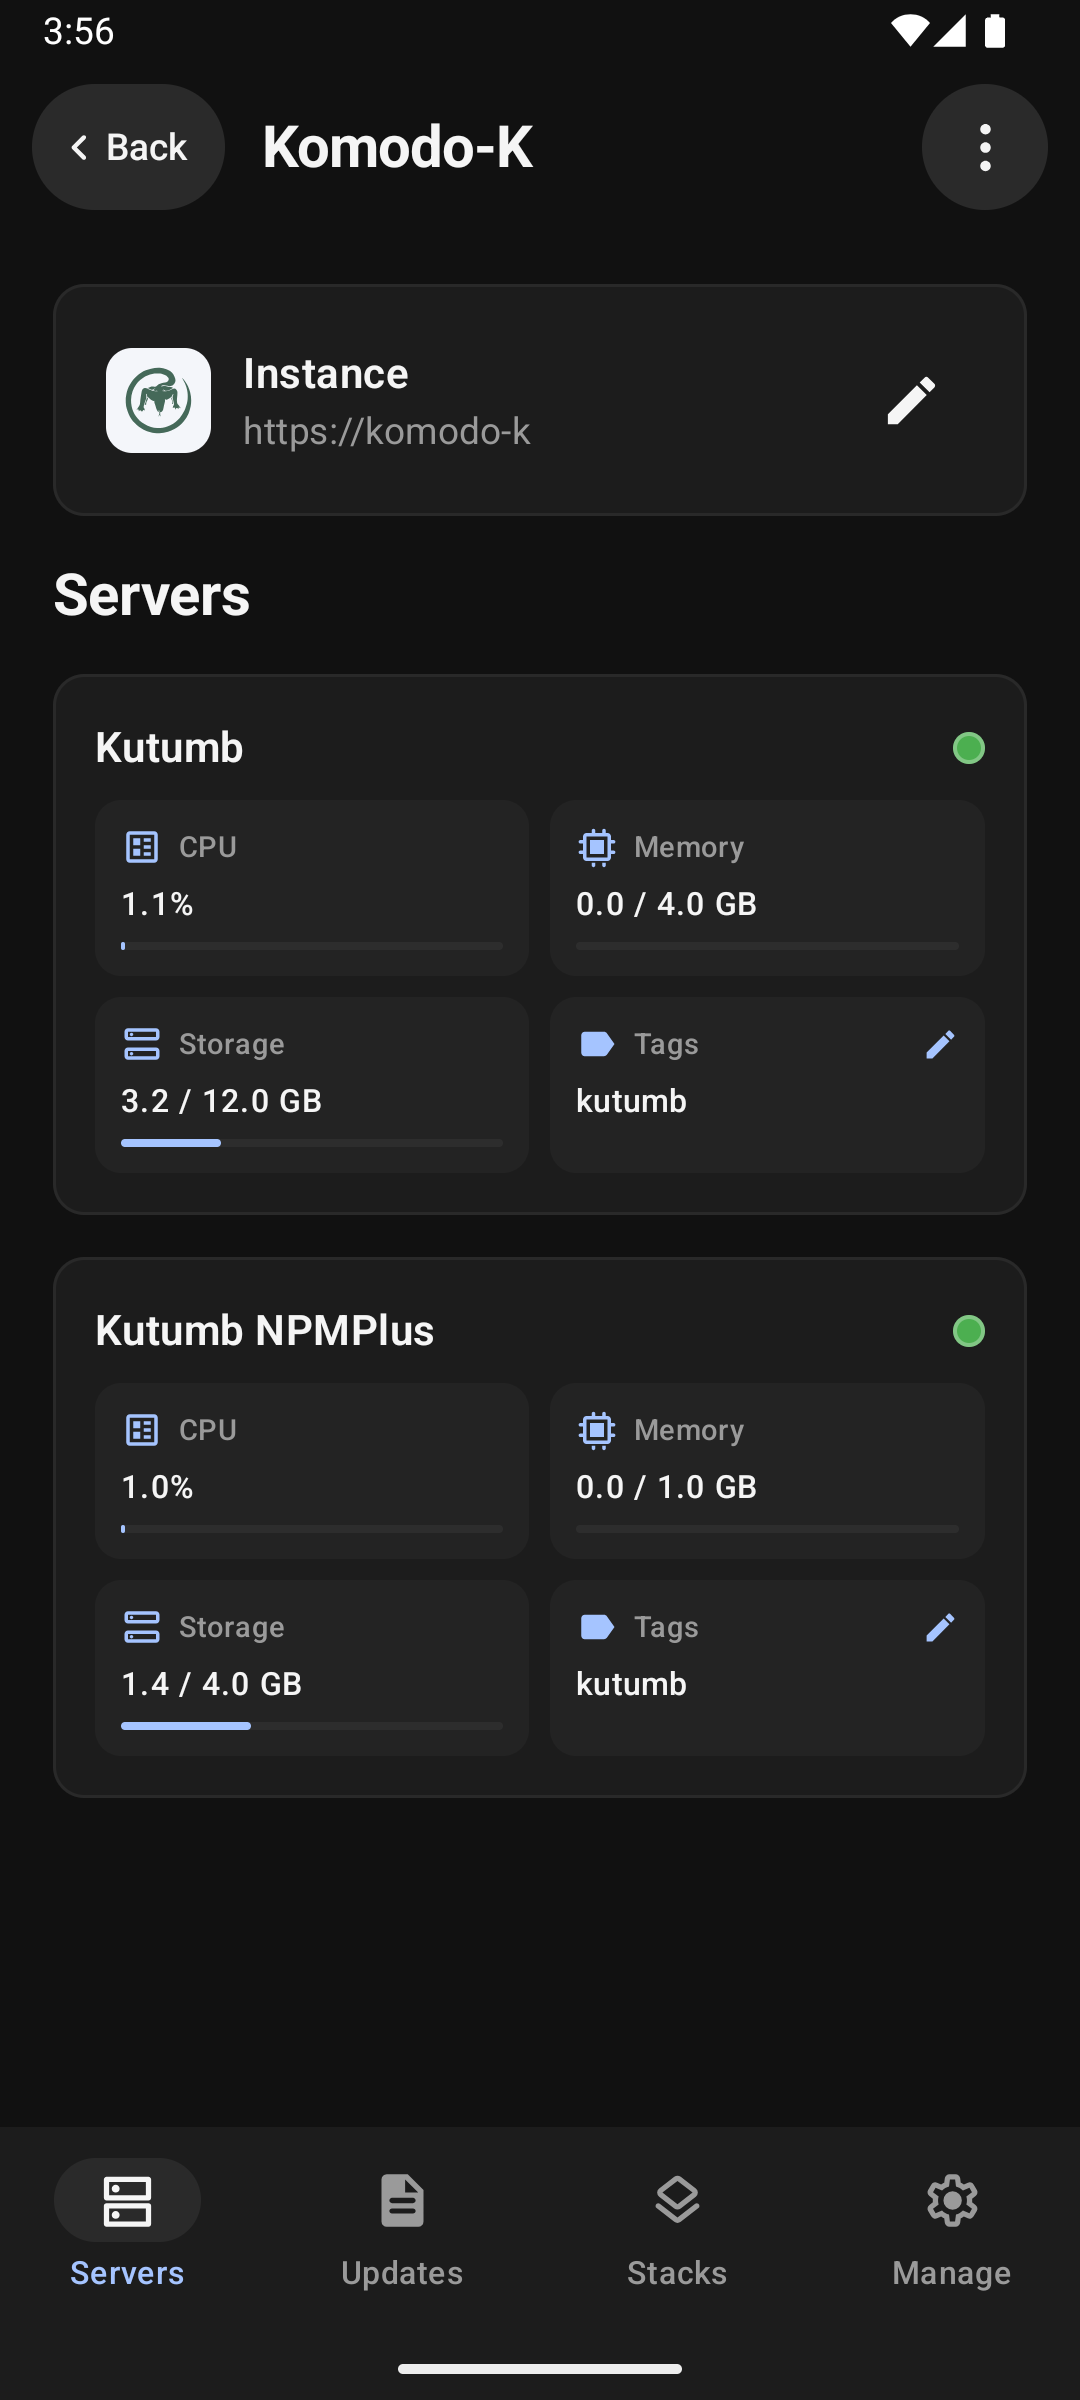 3:56
Back
Komodo-K
Instance
https://komodo-k
Servers
Kutumb
CPU
1.1%
Memory
0.0 / 4.0 GB
Storage
3.2 / 12.0 GB
Tags
kutumb
Kutumb NPMPlus
CPU
1.0%
Memory
0.0 / 1.0 GB
Storage
1.4 / 4.0 GB
Tags
kutumb
Servers
Updates
Stacks
Manage